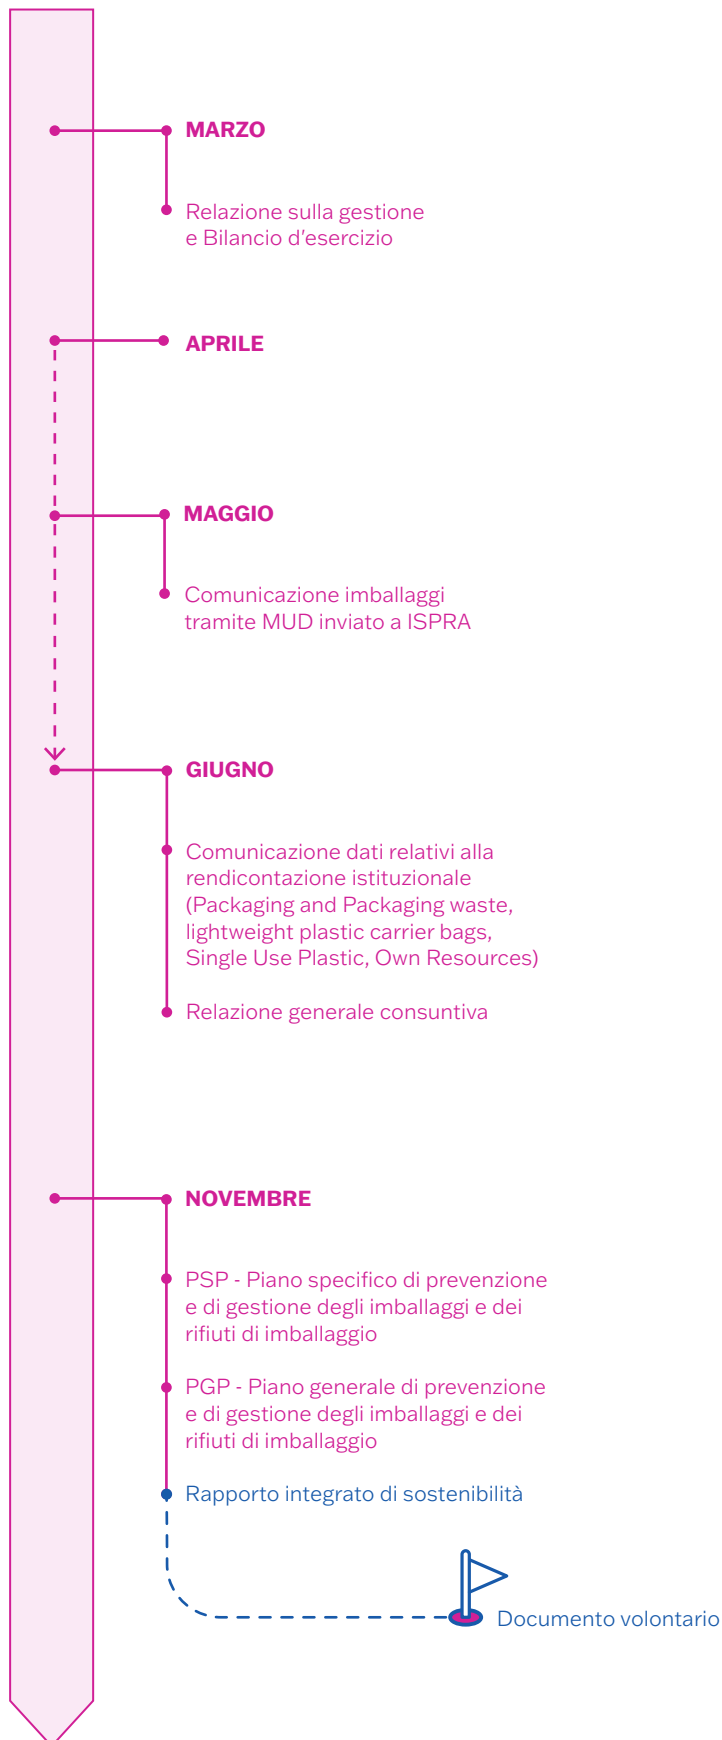 MARZO
Relazione sulla gestione
e Bilancio d'esercizio
APRILE
MAGGIO
Comunicazione imballaggi
tramite MUD inviato a ISPRA
GIUGNO
Comunicazione dati relativi alla
rendicontazione istituzionale
(Packaging and Packaging waste,
lightweight plastic carrier bags,
Single Use Plastic, Own Resources)
Relazione generale consuntiva
NOVEMBRE
PSP - Piano specifico di prevenzione
e di gestione degli imballaggi e dei
rifiuti di imballaggio
PGP - Piano generale di prevenzione
e di gestione degli imballaggi e dei
rifiuti di imballaggio
Rapporto integrato di sostenibilità
Documento volontario